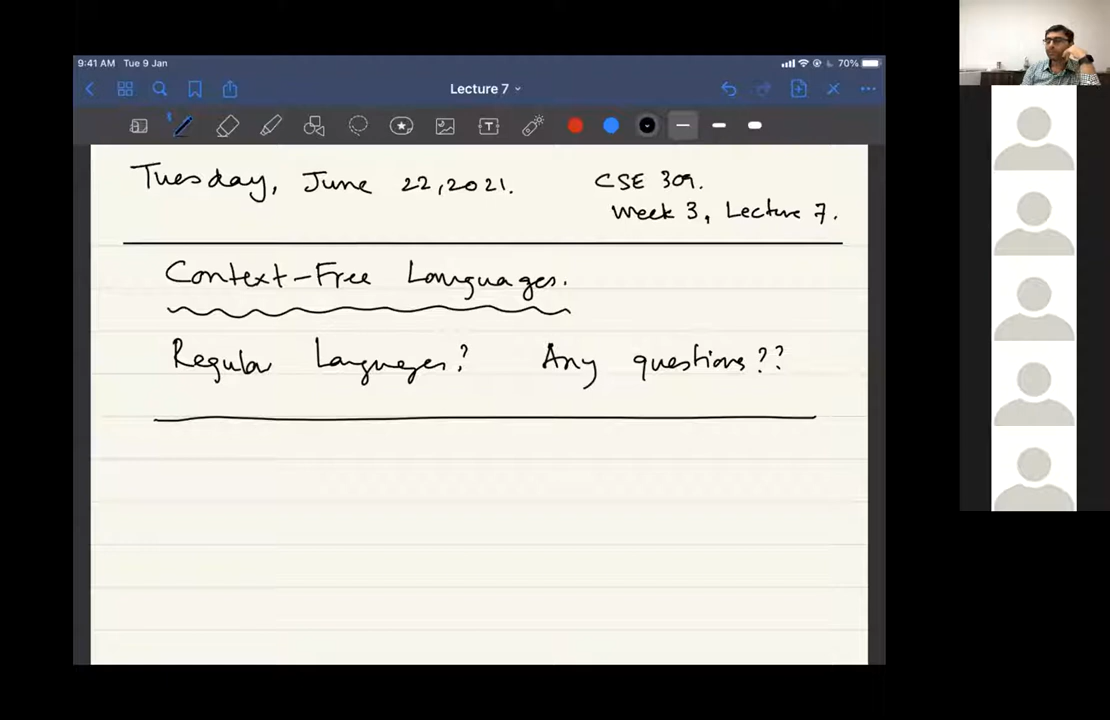 9:41 AM Tue 9 Jan 70%
Lecture 7
Tuesday, June 22, 2021. CSE 309.
Week 3, Lecture 7.
Context-Free Languages.
Regular Languages? Any questions??